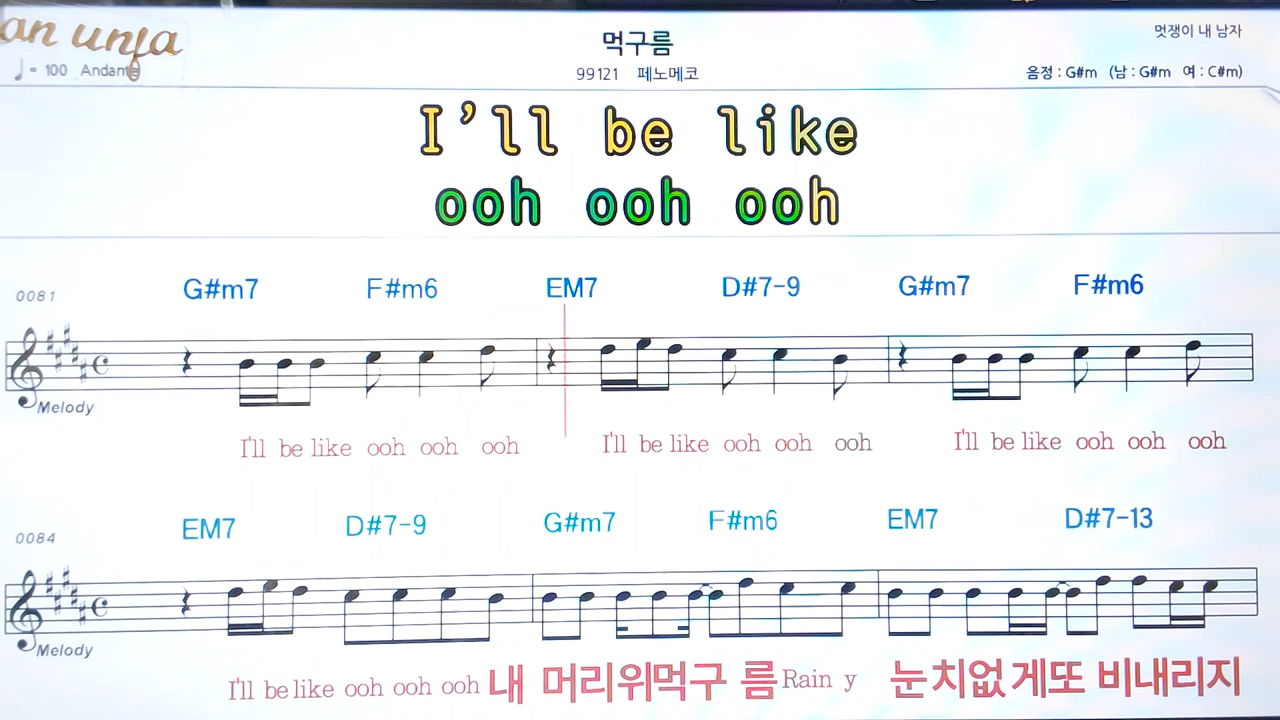 an unja
멋쟁이 내 남자
먹구름
♩= 100 Andante
99121 페노메코
음정 : G#m (남 : G#m 여 : C#m)
I'll be like
ooh ooh ooh
0081
G#m7 F#m6 EM7 D#7-9 G#m7 F#m6
Melody
I'll be like ooh ooh ooh I'll be like ooh ooh ooh I'll be like ooh ooh ooh
0084
EM7 D#7-9 G#m7 F#m6 EM7 D#7-13
Melody
I'll be like ooh ooh ooh 내 머리위먹구 름 Rain y 눈치없게또 비내리지